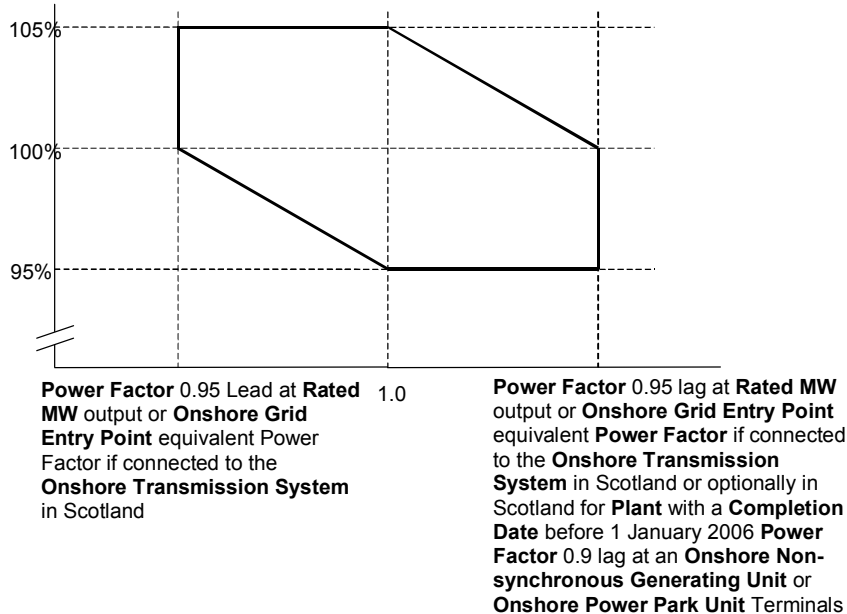 105%
100%
95%
Power Factor 0.95 Lead at Rated
MW output or Onshore Grid
Entry Point equivalent Power
Factor if connected to the
Onshore Transmission System
in Scotland
1.0
Power Factor 0.95 lag at Rated MW
output or Onshore Grid Entry Point
equivalent Power Factor if connected
to the Onshore Transmission
System in Scotland or optionally in
Scotland for Plant with a Completion
Date before 1 January 2006 Power
Factor 0.9 lag at an Onshore Non-
synchronous Generating Unit or
Onshore Power Park Unit Terminals